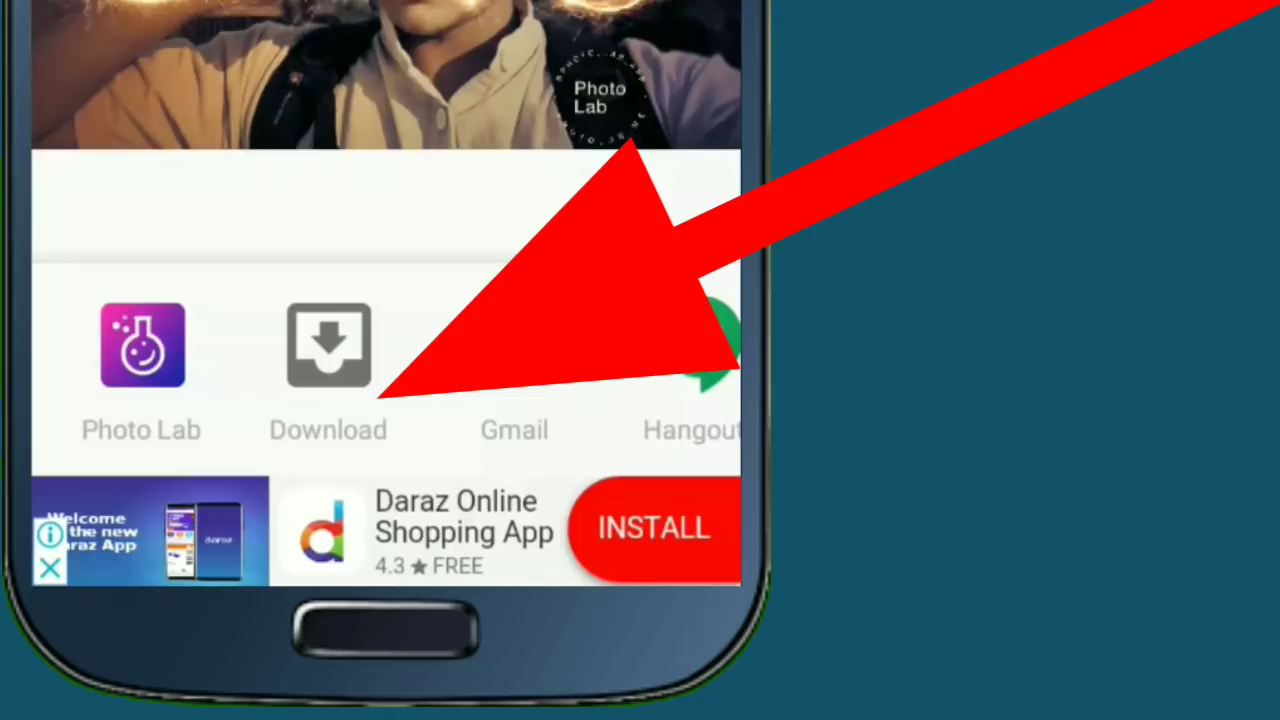 Photo
Lab
Photo Lab
Download
Gmail
Hangout
Welcome
the new
Daraz App
daraz
Daraz Online
Shopping App
4.3 ★ FREE
INSTALL